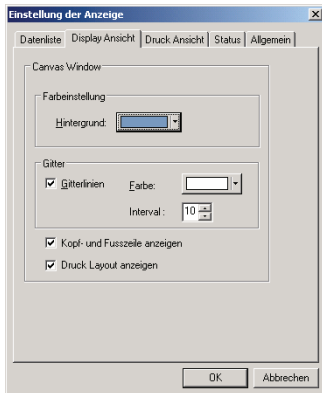 Einstellung der Anzeige
Datenliste Display Ansicht Druck Ansicht Status Allgemein
Canvas Window
Farbeinstellung
Hintergrund:
Gitter
Gitterlinien Farbe:
Interval : 10
Kopf- und Fusszeile anzeigen
Druck Layout anzeigen
OK Abbrechen